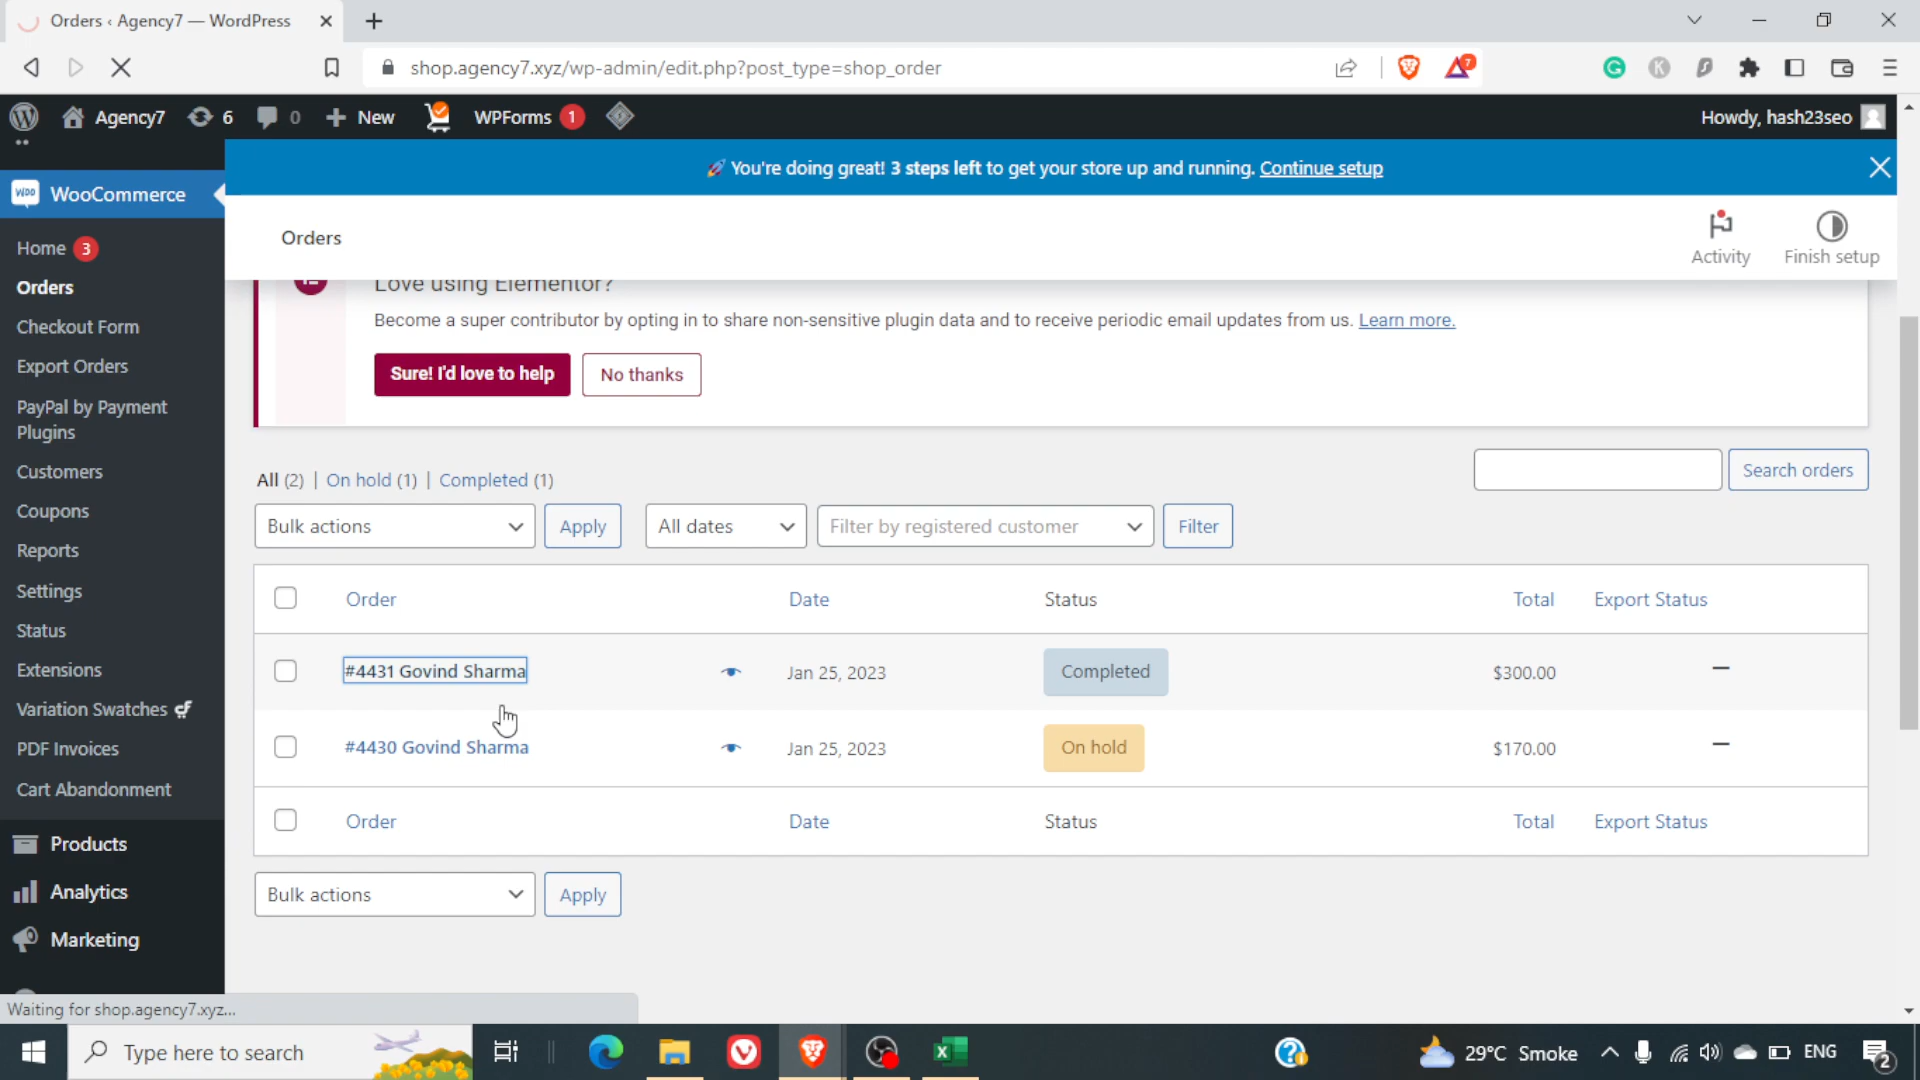 Orders ‹ Agency7 — WordPress
shop.agency7.xyz/wp-admin/edit.php?post_type=shop_order
7
Agency7
6
0
New
WPForms 1
Howdy, hash23seo
🚀 You're doing great! 3 steps left to get your store up and running. Continue setup
WOO WooCommerce
Home 3
Orders
Checkout Form
Export Orders
PayPal by Payment
Plugins
Customers
Coupons
Reports
Settings
Status
Extensions
Variation Swatches
PDF Invoices
Cart Abandonment
Products
Analytics
Marketing
Orders
Activity
Finish setup
Love using Elementor?
Become a super contributor by opting in to share non-sensitive plugin data and to receive periodic email updates from us. Learn more.
Sure! I'd love to help
No thanks
All (2) | On hold (1) | Completed (1)
Search orders
Bulk actions
Apply
All dates
Filter by registered customer
Filter
Order Date Status Total Export Status
#4431 Govind Sharma Jan 25, 2023 Completed $300.00 –
#4430 Govind Sharma Jan 25, 2023 On hold $170.00 –
Order Date Status Total Export Status
Bulk actions
Apply
Waiting for shop.agency7.xyz...
Type here to search
29°C Smoke
ENG
2